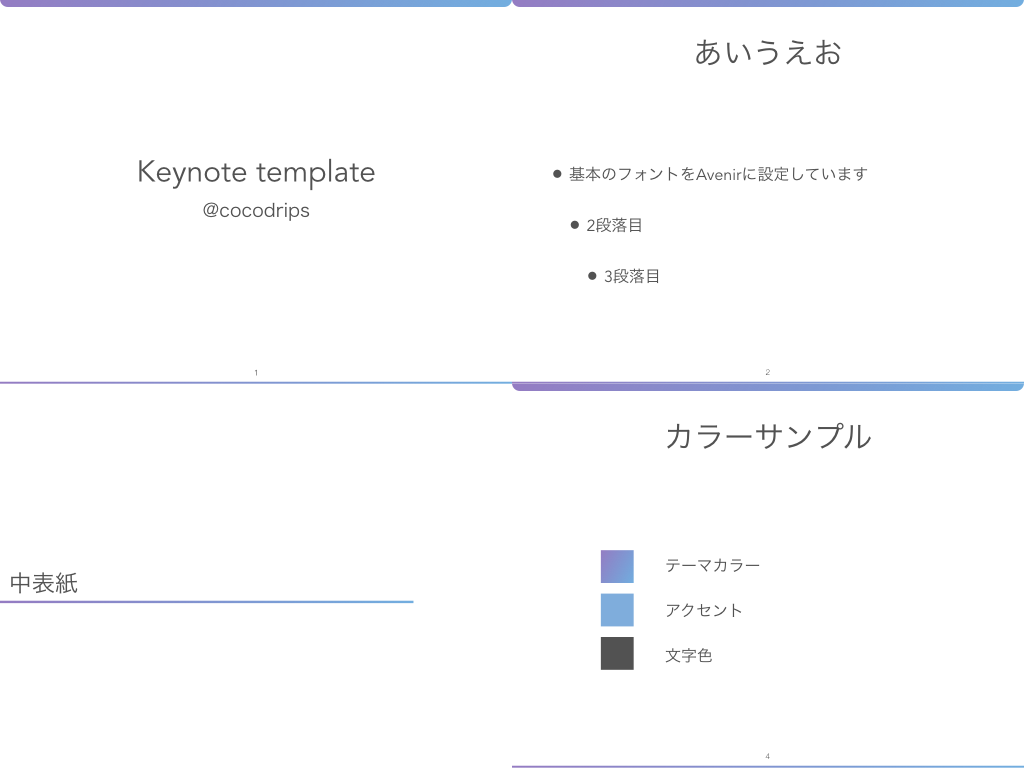 Keynote template
@cocodrips
1
あいうえお
● 基本のフォントをAvenirに設定しています
● 2段落目
● 3段落目
2
中表紙
カラーサンプル
テーマカラー
アクセント
文字色
4